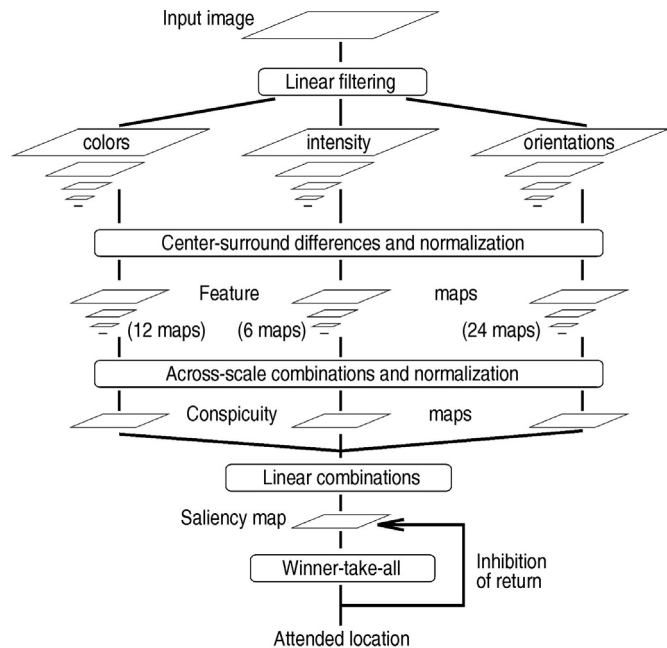 Input image
Linear filtering
colors
intensity
orientations
Center-surround differences and normalization
Feature maps
(12 maps)
(6 maps)
(24 maps)
Across-scale combinations and normalization
Conspicuity maps
Linear combinations
Saliency map
Winner-take-all
Inhibition
of return
Attended location